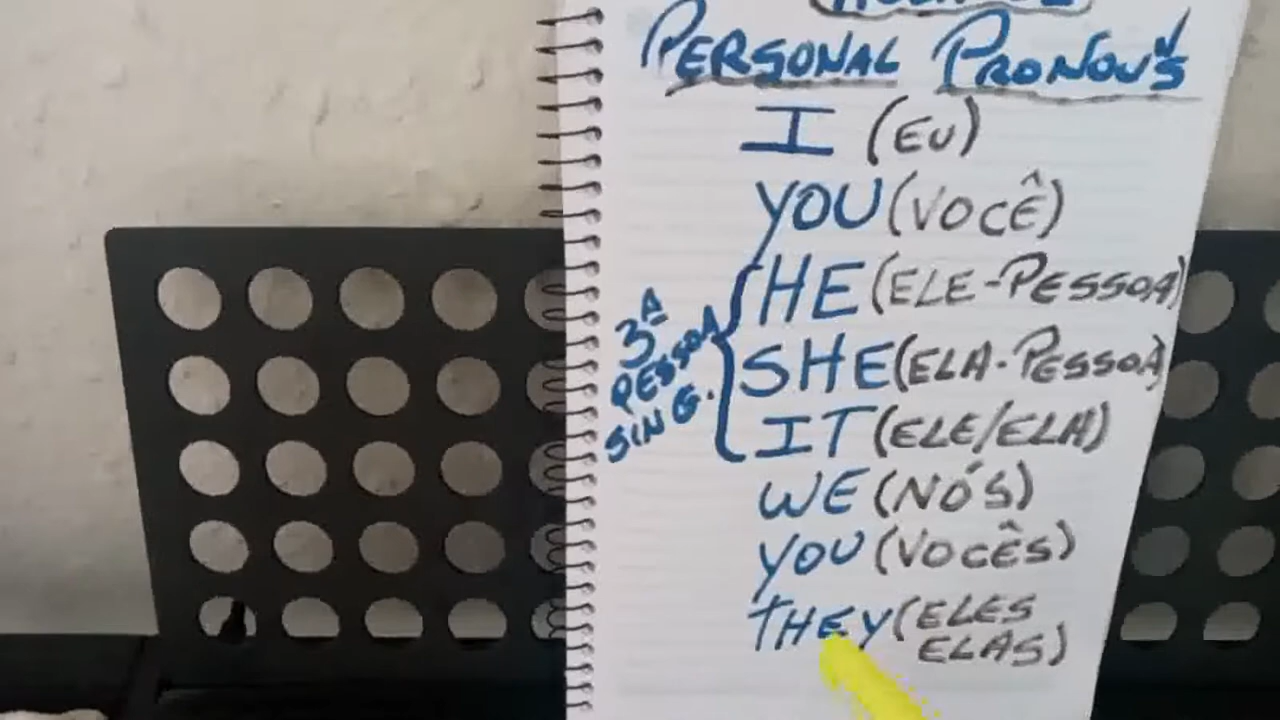 PERSONAL PRONOUNS
I (EU)
YOU (VOCÊ)
HE (ELE-PESSOA)
SHE (ELA-PESSOA)
IT (ELE/ELA)
3ª PESSOA SING.
WE (NÓS)
YOU (VOCÊS)
THEY (ELES
ELAS)